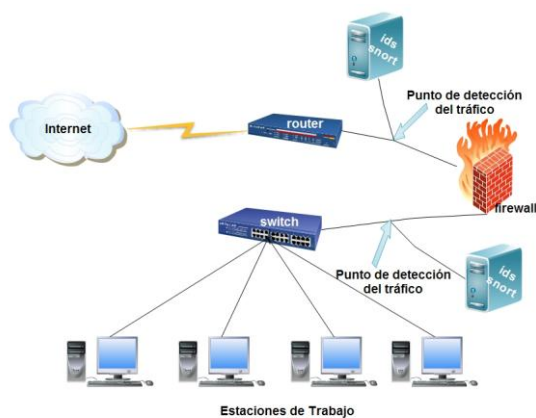 ids
snort
Punto de detección
del tráfico
Internet
router
firewall
switch
Punto de detección
del tráfico
ids
snort
Estaciones de Trabajo